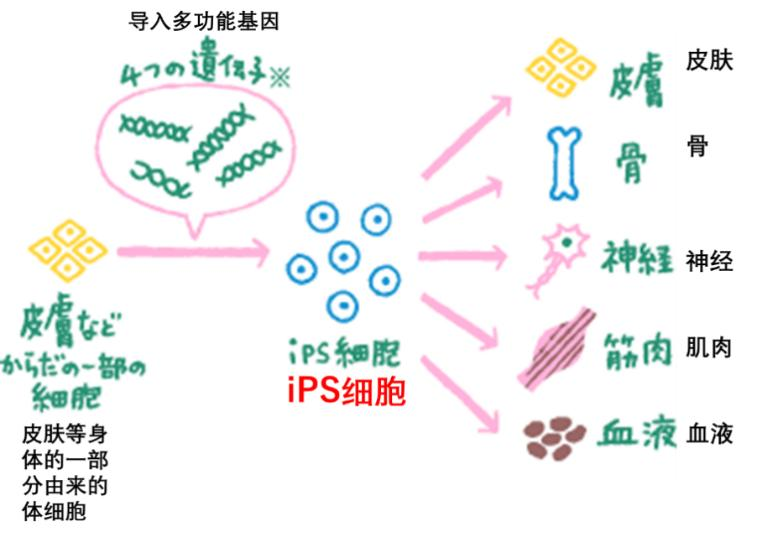 导入多功能基因
4つの遺伝子※
皮膚など
からだの一部の
細胞
皮肤等身
体的一部
分由来的
体细胞
iPS細胞
iPS细胞
皮膚 皮肤
骨 骨
神経 神经
筋肉 肌肉
血液 血液